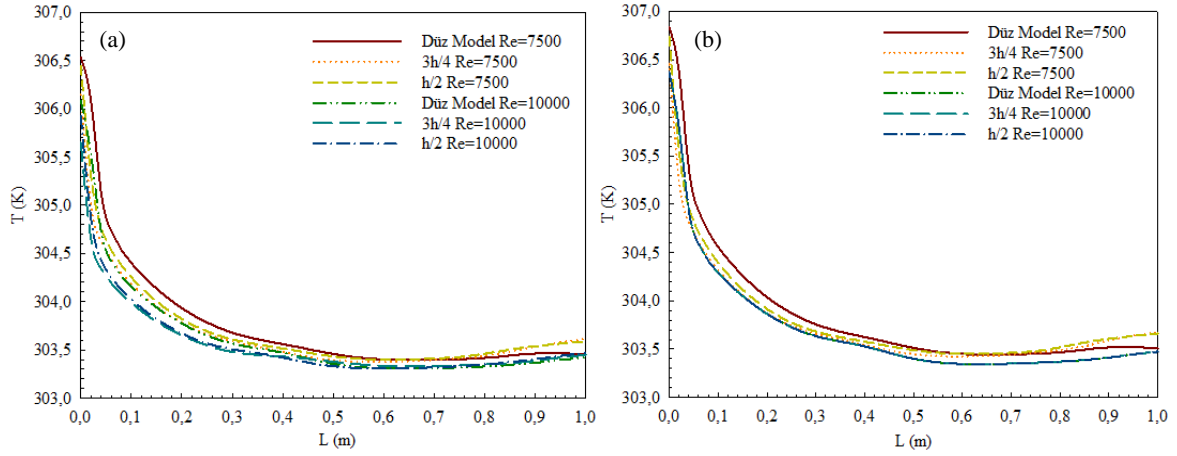 (a)
Düz Model Re=7500
3h/4 Re=7500
h/2 Re=7500
Düz Model Re=10000
3h/4 Re=10000
h/2 Re=10000
T (K)
307,0
306,5
306,0
305,5
305,0
304,5
304,0
303,5
303,0
0,0 0,1 0,2 0,3 0,4 0,5 0,6 0,7 0,8 0,9 1,0
L (m)
(b)
Düz Model Re=7500
3h/4 Re=7500
h/2 Re=7500
Düz Model Re=10000
3h/4 Re=10000
h/2 Re=10000
T (K)
307,0
306,5
306,0
305,5
305,0
304,5
304,0
303,5
303,0
0,0 0,1 0,2 0,3 0,4 0,5 0,6 0,7 0,8 0,9 1,0
L (m)